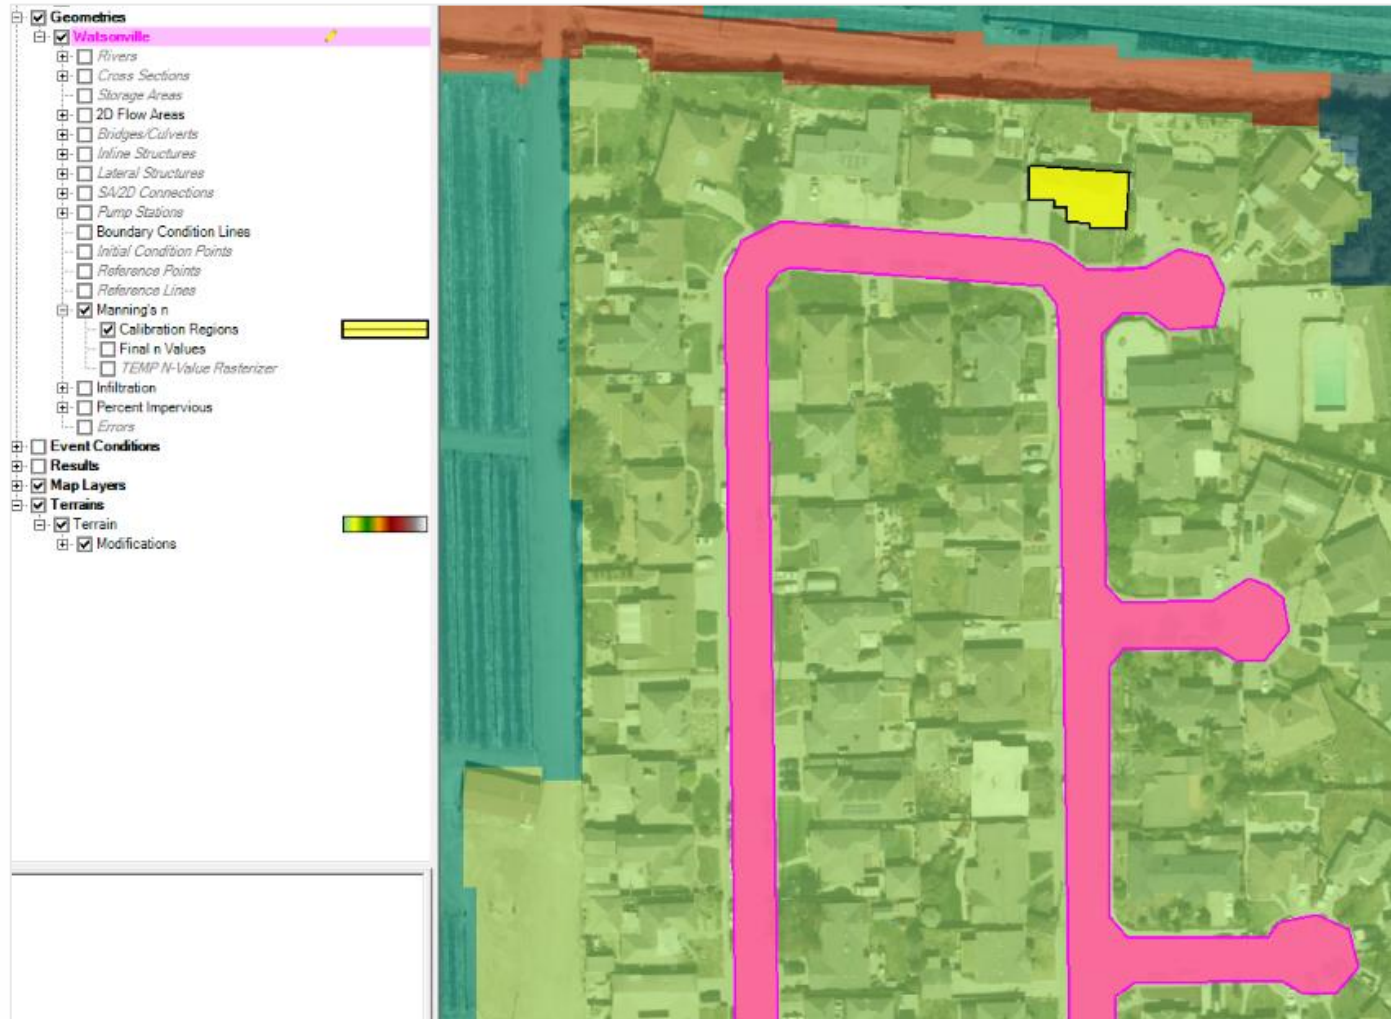 Geometries
Watsonville
Rivers
Cross Sections
Storage Areas
2D Flow Areas
Bridges/Culverts
Inline Structures
Lateral Structures
SA/2D Connections
Pump Stations
Boundary Condition Lines
Initial Condition Points
Reference Points
Reference Lines
Manning's n
Calibration Regions
Final n Values
TEMP N-Value Rasterizer
Infiltration
Percent Impervious
Errors
Event Conditions
Results
Map Layers
Terrains
Terrain
Modifications